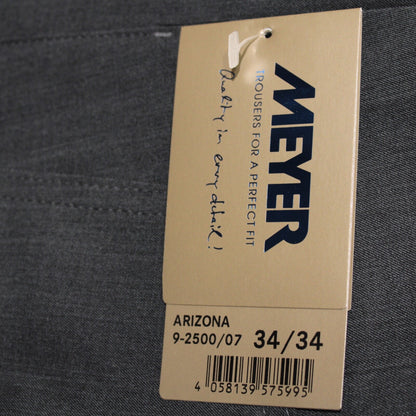 MEYER
TROUSERS FOR A PERFECT FIT
Quality in every detail!
ARIZONA
9-2500/07 34/34
4 058139 575995